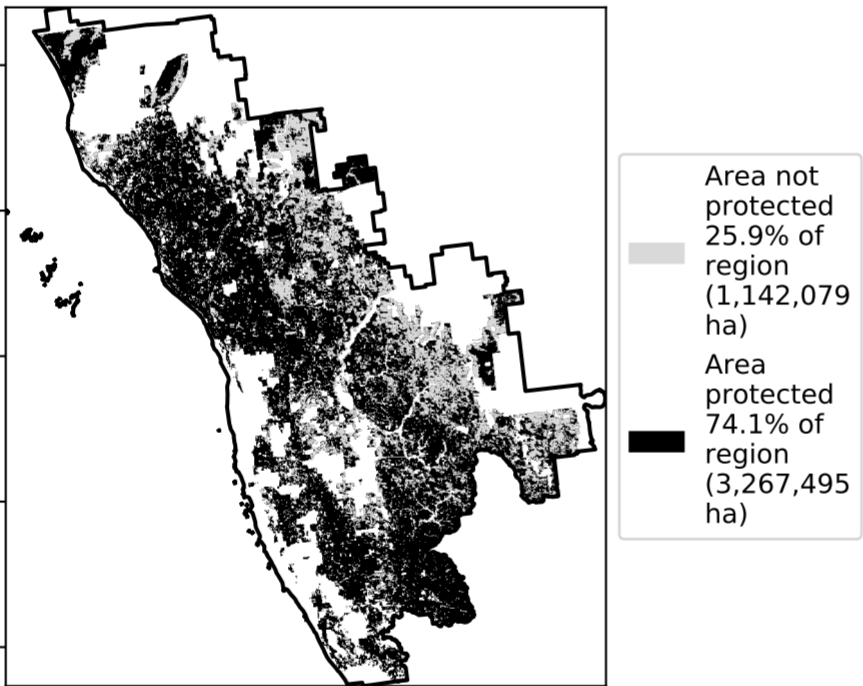 Area not
protected
25.9% of
region
(1,142,079
ha)
Area
protected
74.1% of
region
(3,267,495
ha)